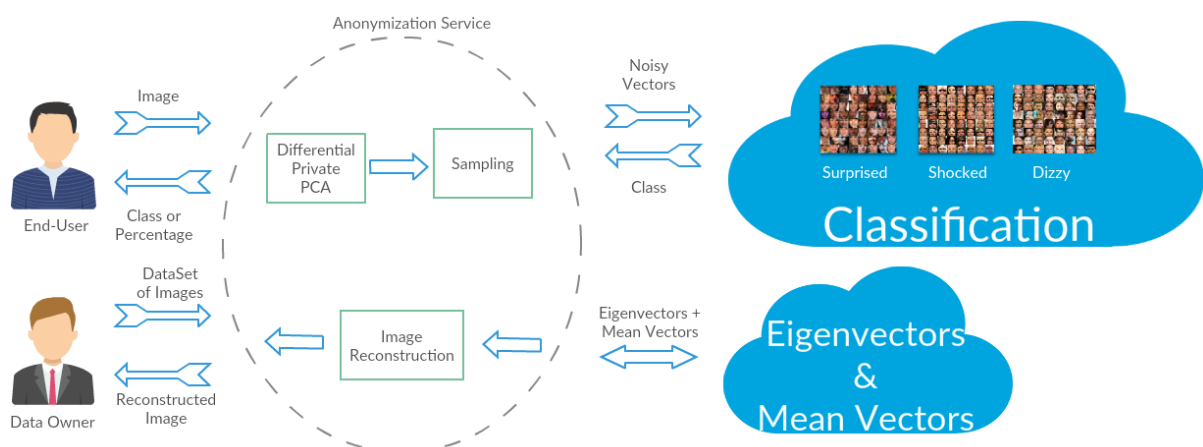 Anonymization Service
Image
Class or
Percentage
End-User
Differential
Private
PCA
Sampling
Noisy
Vectors
Class
Surprised
Shocked
Dizzy
Classification
DataSet
of Images
Reconstructed
Image
Data Owner
Image
Reconstruction
Eigenvectors +
Mean Vectors
Eigenvectors
&
Mean Vectors